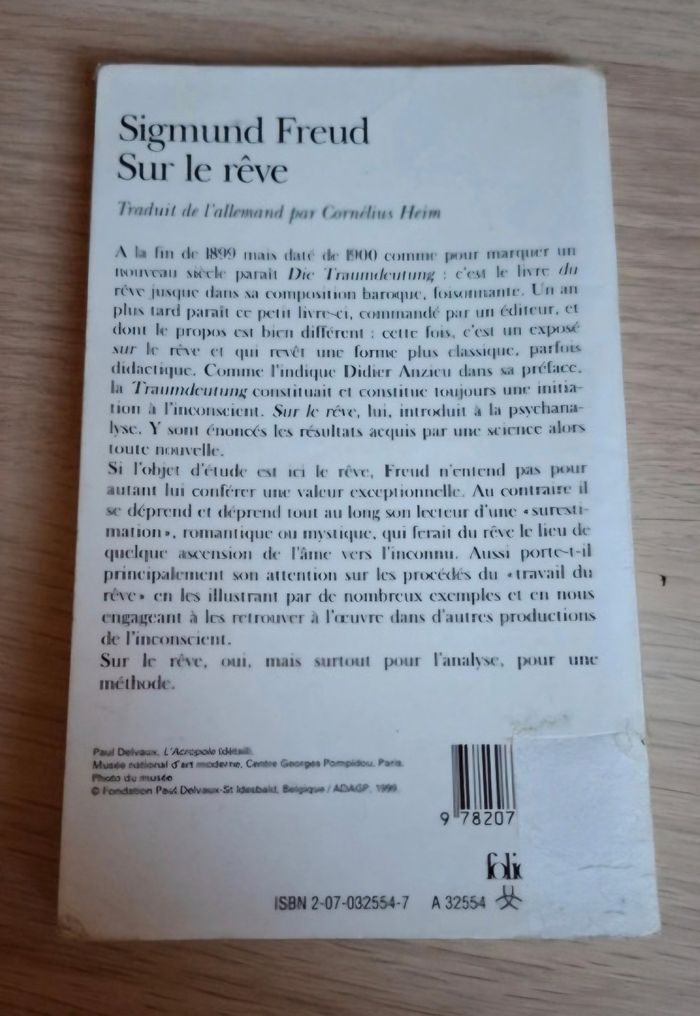 Sigmund Freud
Sur le rêve
Traduit de l'allemand par Cornélius Heim
A la fin de 1899 mais daté de 1900 comme pour marquer un
nouveau siècle paraît Die Traumdeutung : c'est le livre du
rêve jusque dans sa composition baroque, foisonnante. Un an
plus tard paraît ce petit livre-ci, commandé par un éditeur, et
dont le propos est bien différent : cette fois, c'est un exposé
sur le rêve et qui revêt une forme plus classique, parfois
didactique. Comme l'indique Didier Anzieu dans sa préface,
la Traumdeutung constituait et constitue toujours une initia-
tion à l'inconscient. Sur le rêve, lui, introduit à la psychana-
lyse. Y sont énoncés les résultats acquis par une science alors
toute nouvelle.
Si l'objet d'étude est ici le rêve, Freud n'entend pas pour
autant lui conférer une valeur exceptionnelle. Au contraire il
se déprend et déprend tout au long son lecteur d'une « suresti-
mation », romantique ou mystique, qui ferait du rêve le lieu de
quelque ascension de l'âme vers l'inconnu. Aussi porte-t-il
principalement son attention sur les procédés du « travail du
rêve » en les illustrant par de nombreux exemples et en nous
engageant à les retrouver à l'œuvre dans d'autres productions
de l'inconscient.
Sur le rêve, oui, mais surtout pour l'analyse, pour une
méthode.
Paul Delvaux, L'Acropole (détail).
Musée national d'art moderne, Centre Georges Pompidou, Paris.
Photo du musée
© Fondation Paul Delvaux-St Idesbald, Belgique / ADAGP, 1999.
9 78207
folio
ISBN 2-07-032554-7 A 32554